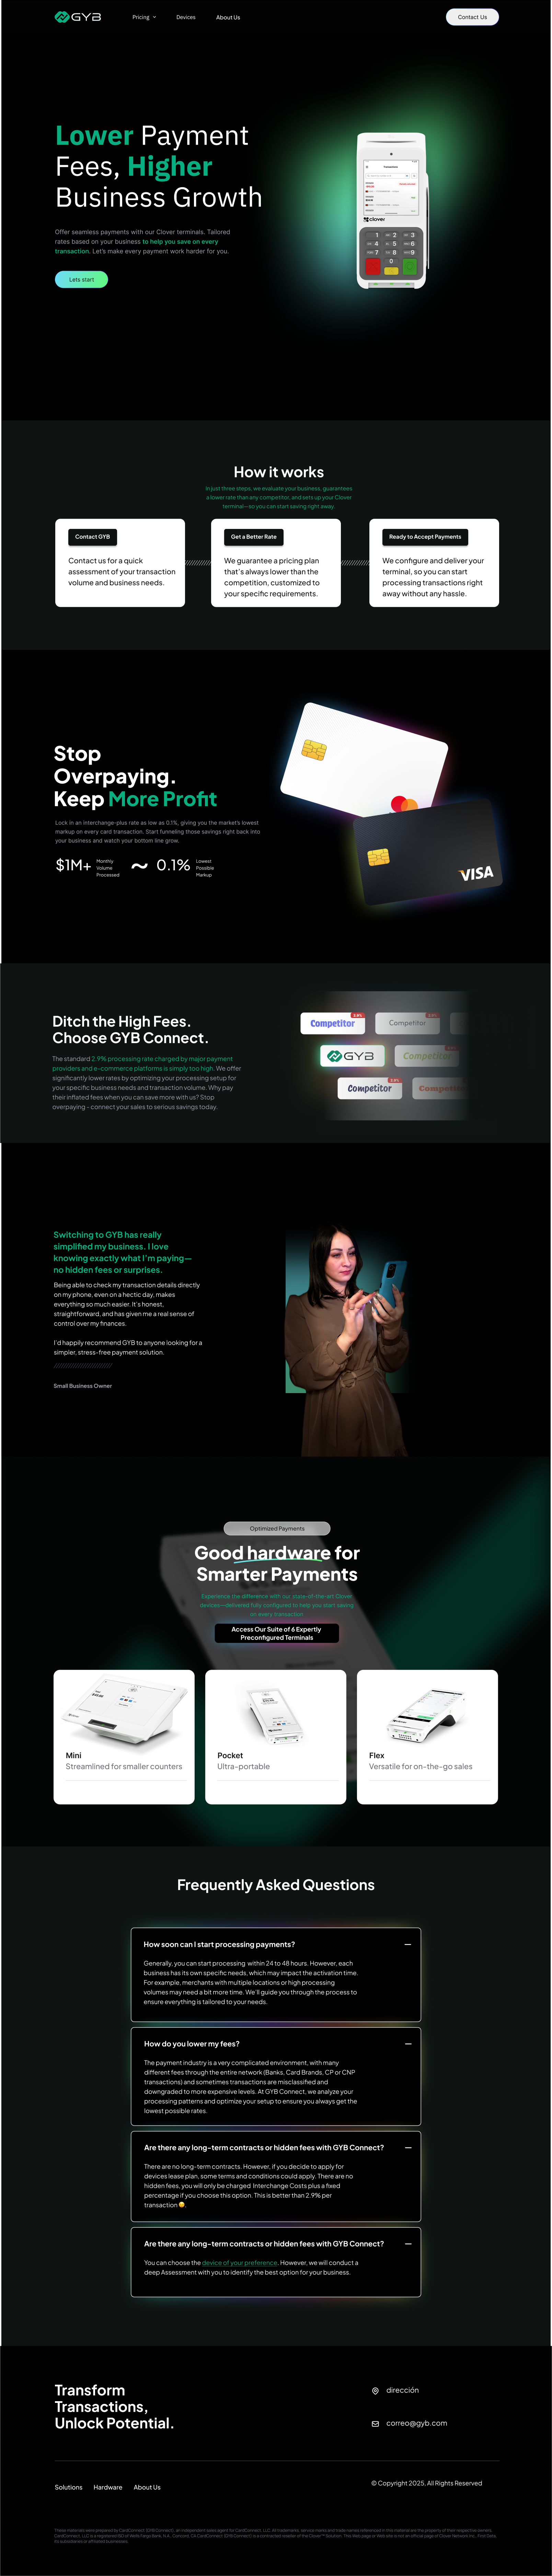 GYB
Pricing
Devices
About Us
Contact Us
Lower Payment
Fees, Higher
Business Growth
Offer seamless payments with our Clover terminals. Tailored
rates based on your business to help you save on every
transaction. Let's make every payment work harder for you.
Lets start
clover
1 2 3
4 5 6
7 8 9
0
How it works
In just three steps, we evaluate your business, guarantees
a lower rate than any competitor, and sets up your Clover
terminal—so you can start saving right away.
Contact GYB
Contact us for a quick
assessment of your transaction
volume and business needs.
Get a Better Rate
We guarantee a pricing plan
that's always lower than the
competition, customized to
your specific requirements.
Ready to Accept Payments
We configure and deliver your
terminal, so you can start
processing transactions right
away without any hassle.
Stop
Overpaying.
Keep More Profit
Lock in an interchange-plus rate as low as 0.1%, giving you the market's lowest
markup on every card transaction. Start funneling those savings right back into
your business and watch your bottom line grow.
$1M+
Monthly
Volume
Processed
~
0.1%
Lowest
Possible
Markup
VISA
Ditch the High Fees.
Choose GYB Connect.
The standard 2.9% processing rate charged by major payment
providers and e-commerce platforms is simply too high. We offer
significantly lower rates by optimizing your processing setup for
your specific business needs and transaction volume. Why pay
their inflated fees when you can save more with us? Stop
overpaying - connect your sales to serious savings today.
2.9%
Competitor
2.9%
Competitor
GYB
Competitor
2.9%
Competitor
Competitor
Switching to GYB has really
simplified my business. I love
knowing exactly what I'm paying—
no hidden fees or surprises.
Being able to check my transaction details directly
on my phone, even on a hectic day, makes
everything so much easier. It's honest,
straightforward, and has given me a real sense of
control over my finances.
I'd happily recommend GYB to anyone looking for a
simpler, stress-free payment solution.
Small Business Owner
Optimized Payments
Good hardware for
Smarter Payments
Experience the difference with our state-of-the-art Clover
devices—delivered fully configured to help you start saving
on every transaction.
Access Our Suite of 6 Expertly
Preconfigured Terminals
Mini
Streamlined for smaller counters
Pocket
Ultra-portable
Flex
Versatile for on-the-go sales
Frequently Asked Questions
How soon can I start processing payments?
Generally, you can start processing within 24 to 48 hours. However, each
business has its own specific needs, which may impact the activation time.
For example, merchants with multiple locations or high processing
volumes may need a bit more time. We'll guide you through the process to
ensure everything is tailored to your needs.
How do you lower my fees?
The payment industry is a very complicated environment, with many
different fees through the entire network (Banks, Card Brands, CP or CNP
transactions) and sometimes transactions are misclassified and
downgraded to more expensive levels. At GYB Connect, we analyze your
processing patterns and optimize your setup to ensure you always get the
lowest possible rates.
Are there any long-term contracts or hidden fees with GYB Connect?
There are no long-term contracts. However, if you decide to apply for
devices lease plan, some terms and conditions could apply. There are no
hidden fees, you will only be charged Interchange Costs plus a fixed
percentage if you choose this option. This is better than 2.9% per
transaction 😉.
Are there any long-term contracts or hidden fees with GYB Connect?
You can choose the device of your preference. However, we will conduct a
deep Assessment with you to identify the best option for your business.
Transform
Transactions,
Unlock Potential.
dirección
correo@gyb.com
Solutions
Hardware
About Us
© Copyright 2025, All Rights Reserved